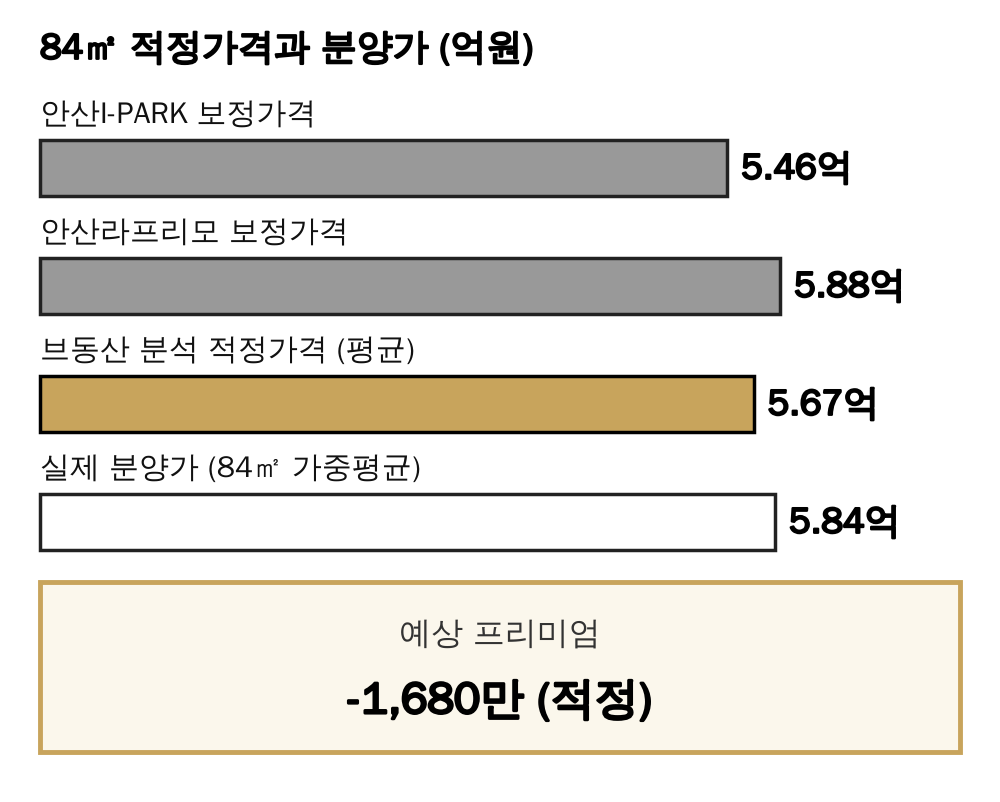 84㎡ 적정가격과 분양가 (억원)
안산I-PARK 보정가격
5.46억
안산라프리모 보정가격
5.88억
브동산 분석 적정가격 (평균)
5.67억
실제 분양가 (84㎡ 가중평균)
5.84억
예상 프리미엄
-1,680만 (적정)